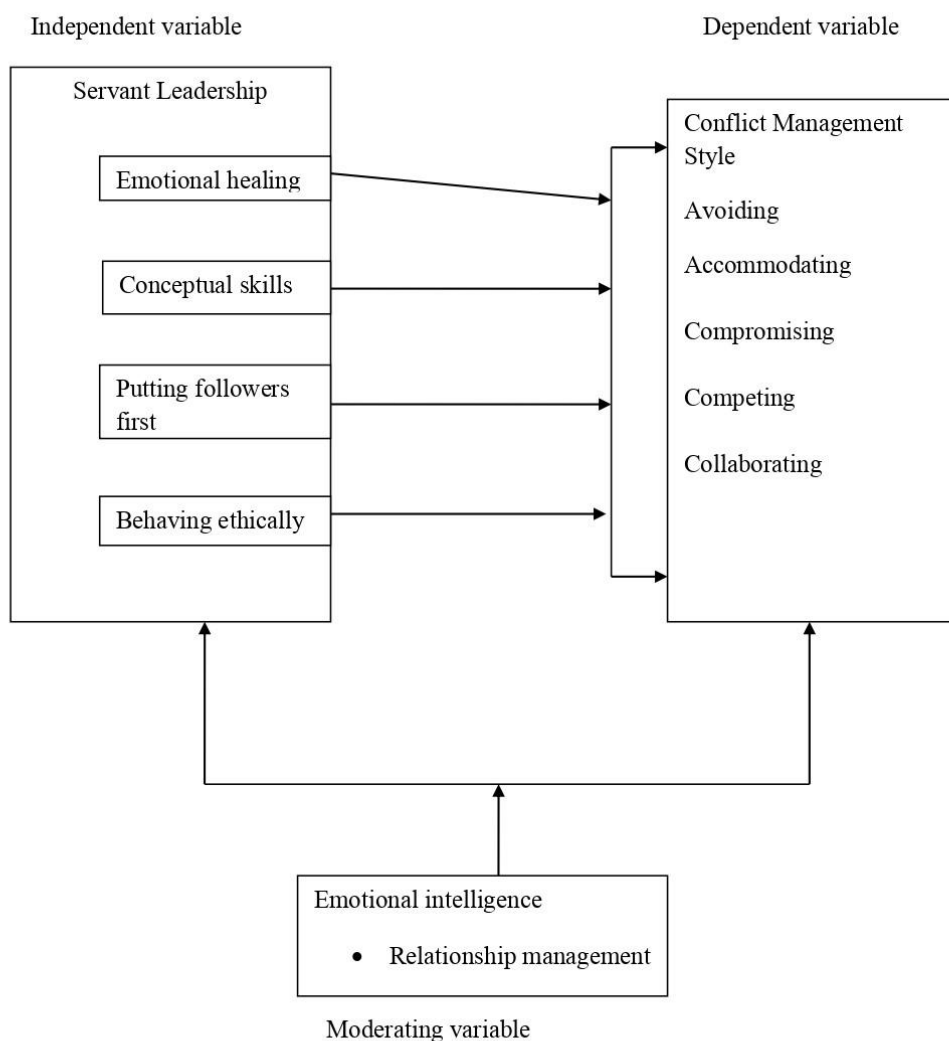 Independent variable
Dependent variable
Servant Leadership
Emotional healing
Conceptual skills
Putting followers
first
Behaving ethically
Conflict Management
Style
Avoiding
Accommodating
Compromising
Competing
Collaborating
Emotional intelligence
• Relationship management
Moderating variable